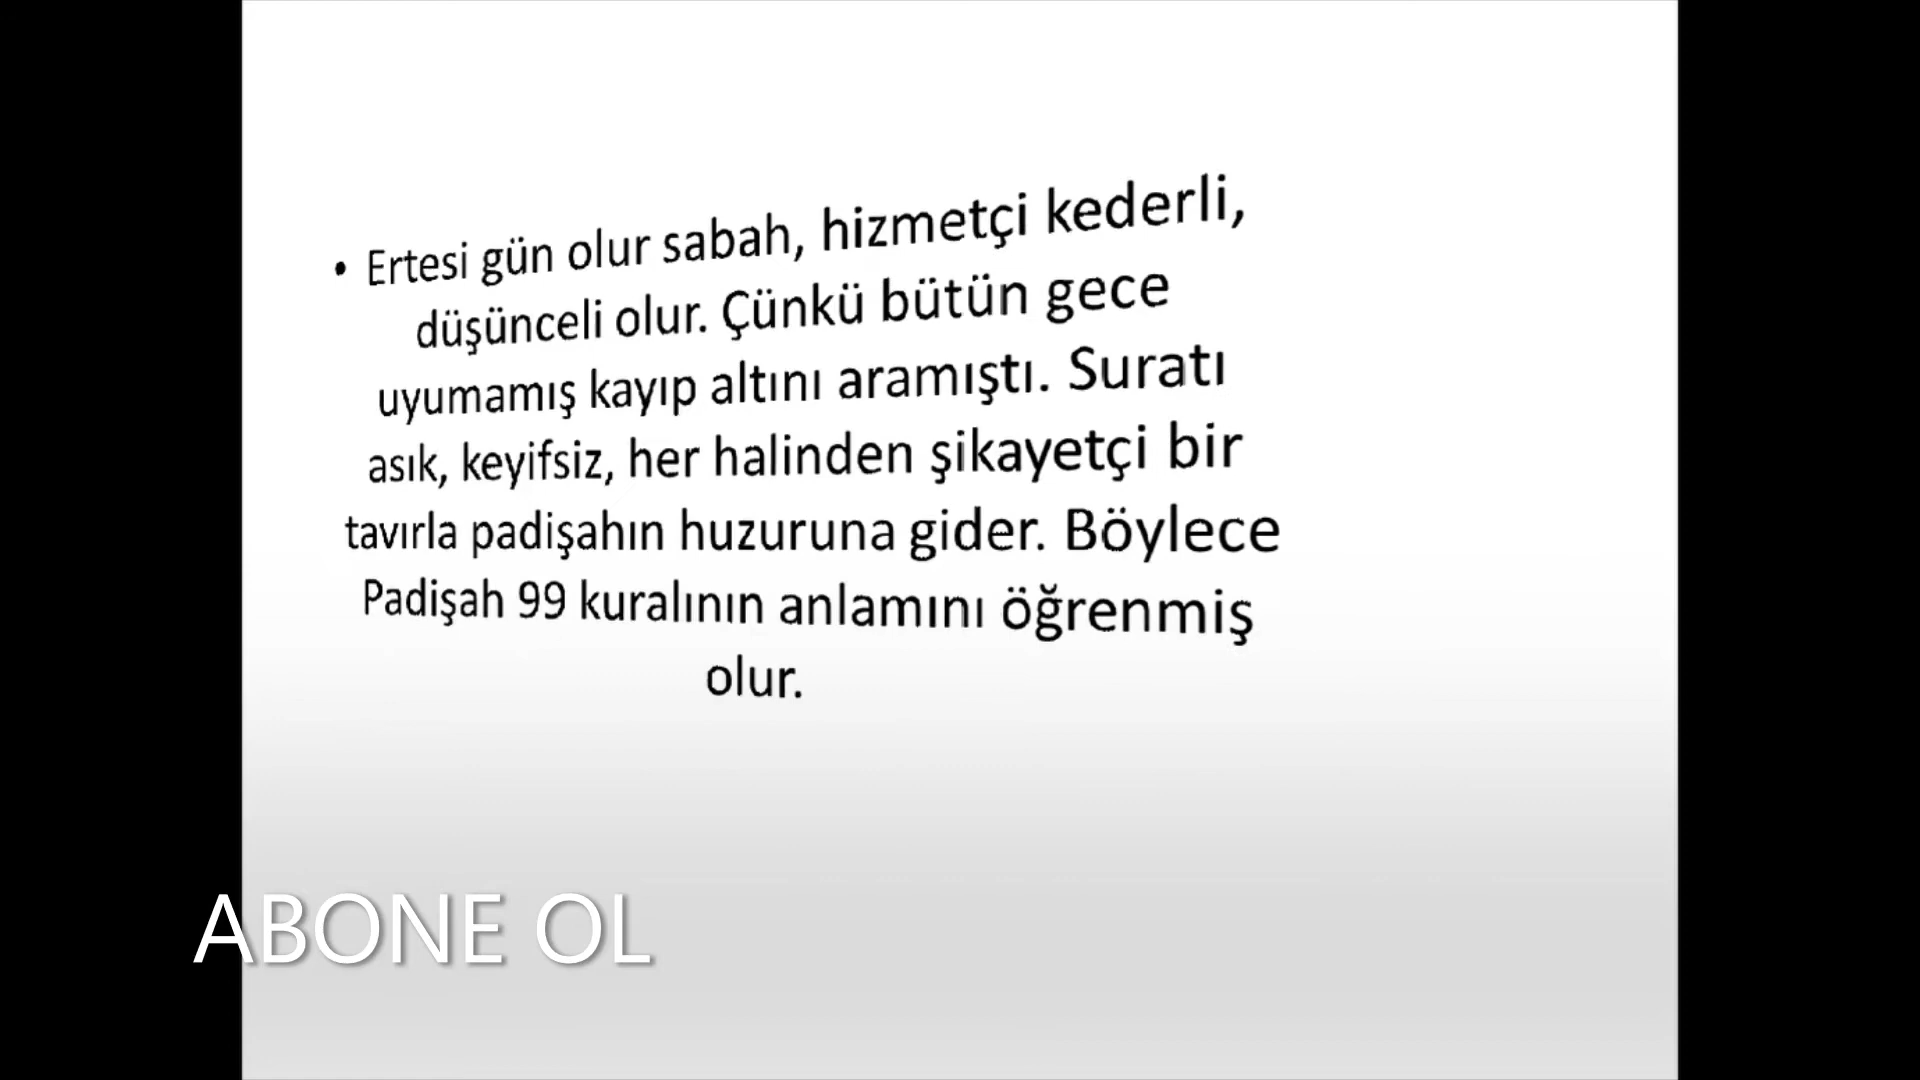 • Ertesi gün olur sabah, hizmetçi kederli,
düşünceli olur. Çünkü bütün gece
uyumamış kayıp altını aramıştı. Suratı
asık, keyifsiz, her halinden şikayetçi bir
tavırla padişahın huzuruna gider. Böylece
Padişah 99 kuralının anlamını öğrenmiş
olur.
ABONE OL